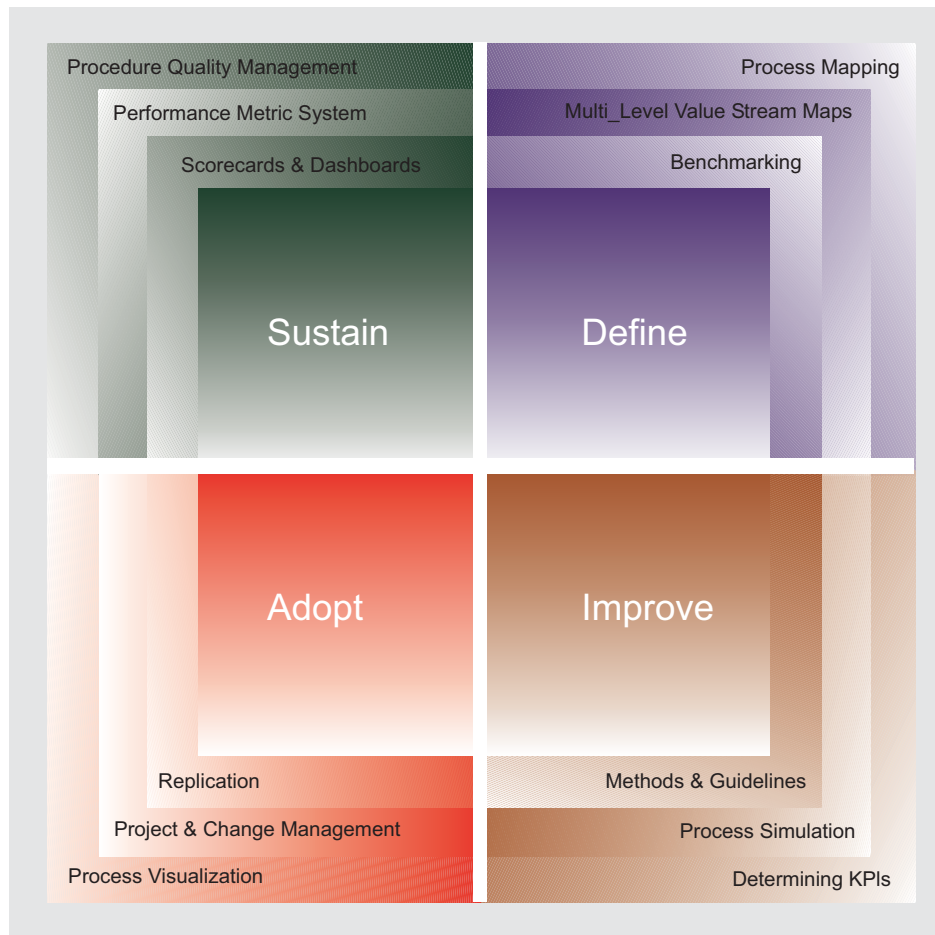 Procedure Quality Management
Performance Metric System
Scorecards & Dashboards
Sustain
Process Mapping
Multi_Level Value Stream Maps
Benchmarking
Define
Adopt
Replication
Project & Change Management
Process Visualization
Improve
Methods & Guidelines
Process Simulation
Determining KPIs